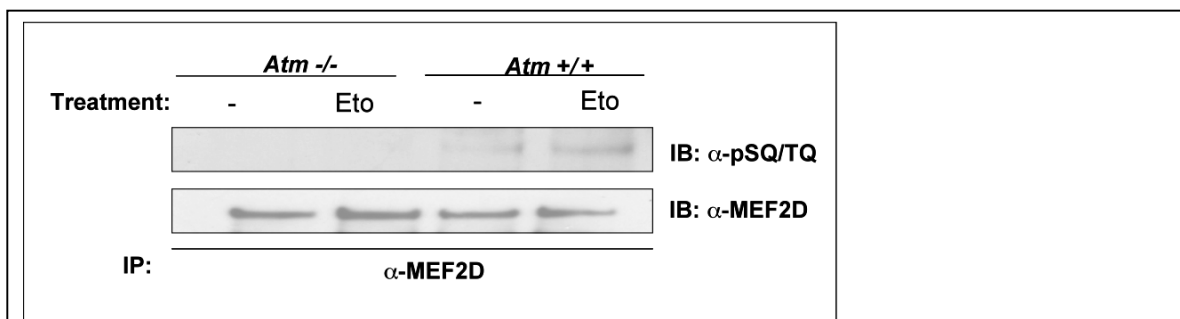 Atm -/- Atm +/+
Treatment: - Eto - Eto
IB: α-pSQ/TQ
IB: α-MEF2D
IP: α-MEF2D